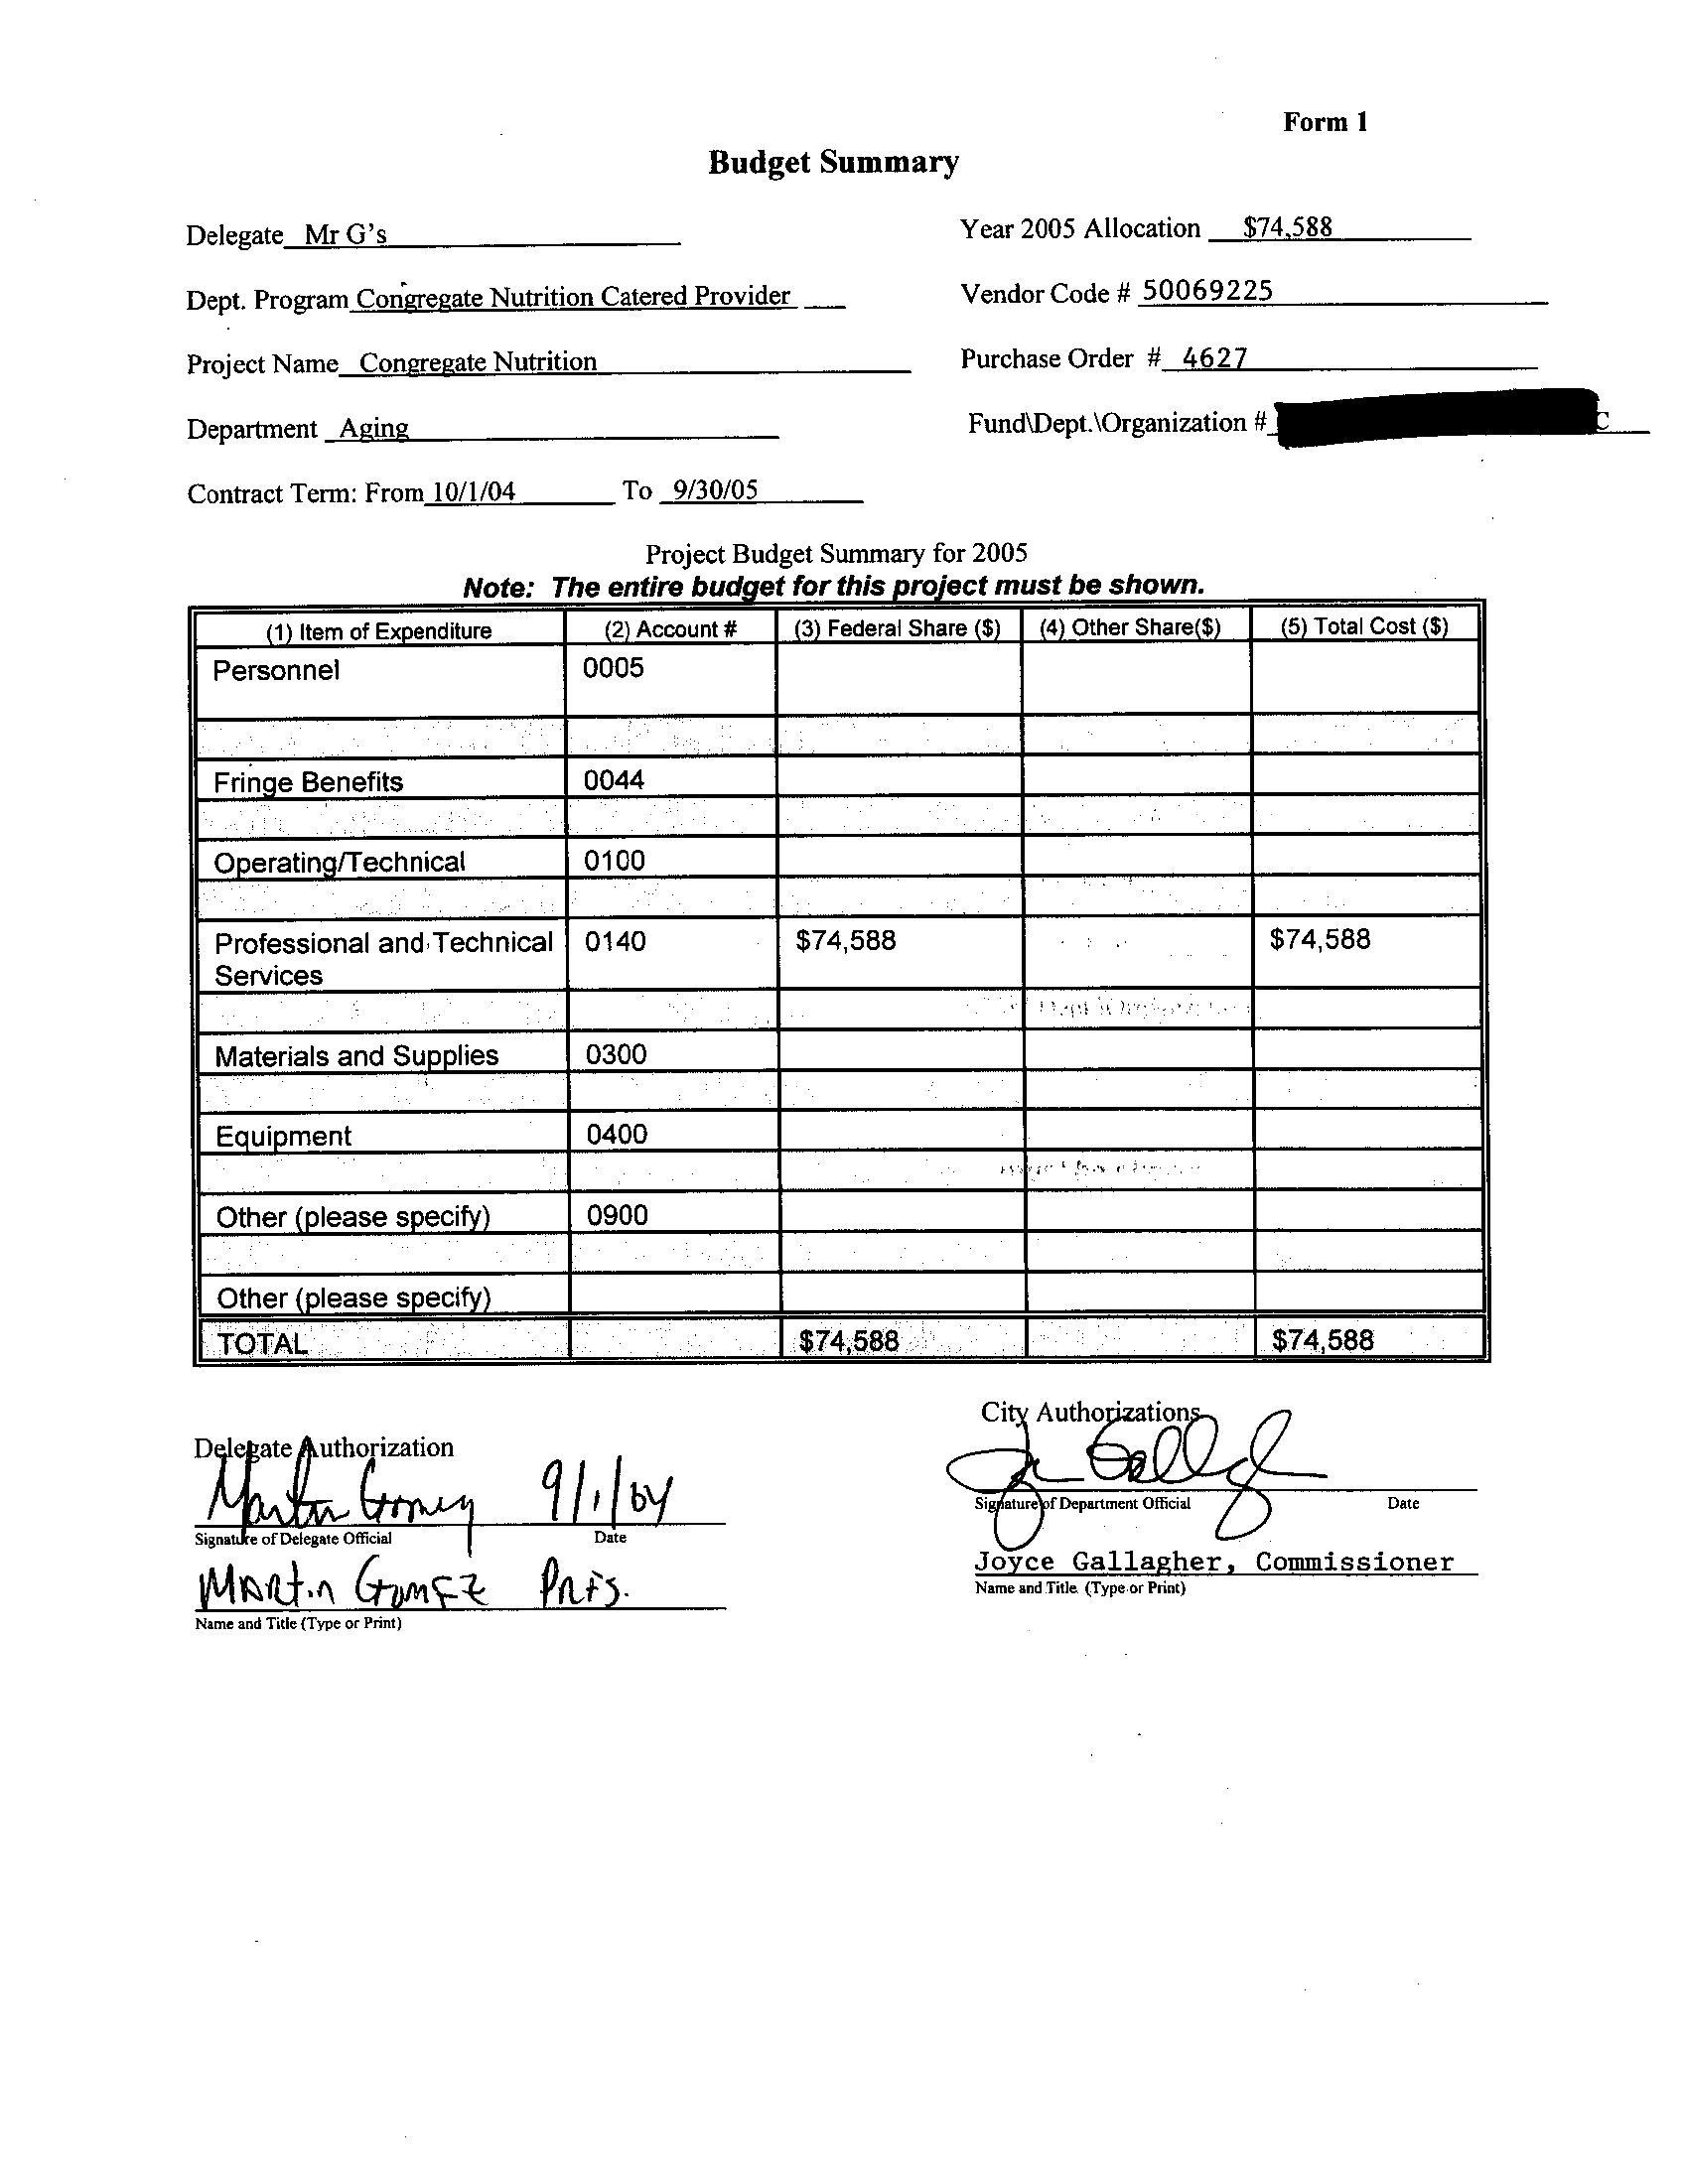 Form 1
Budget Summary
Delegate Mr G's
Year 2005 Allocation $74,588
Dept. Program Congregate Nutrition Catered Provider
Vendor Code # 50069225
Project Name Congregate Nutrition
Purchase Order # 4627
Department Aging
Fund\Dept.\Organization # C
Contract Term: From 10/1/04 To 9/30/05
Project Budget Summary for 2005
Note: The entire budget for this project must be shown.
(1) Item of Expenditure (2) Account # (3) Federal Share ($) (4) Other Share($) (5) Total Cost ($)
Personnel 0005
Fringe Benefits 0044
Operating/Technical 0100
Professional and Technical 0140 $74,588 $74,588
Services
Materials and Supplies 0300
Equipment 0400
Other (please specify) 0900
Other (please specify)
TOTAL $74,588 $74,588
City Authorizations
Delegate Authorization
Martin Gomez 9/1/04
Signature of Department Official Date
Signature of Delegate Official Date
Joyce Gallagher, Commissioner
Martin Gomez Pres.
Name and Title (Type or Print)
Name and Title (Type or Print)